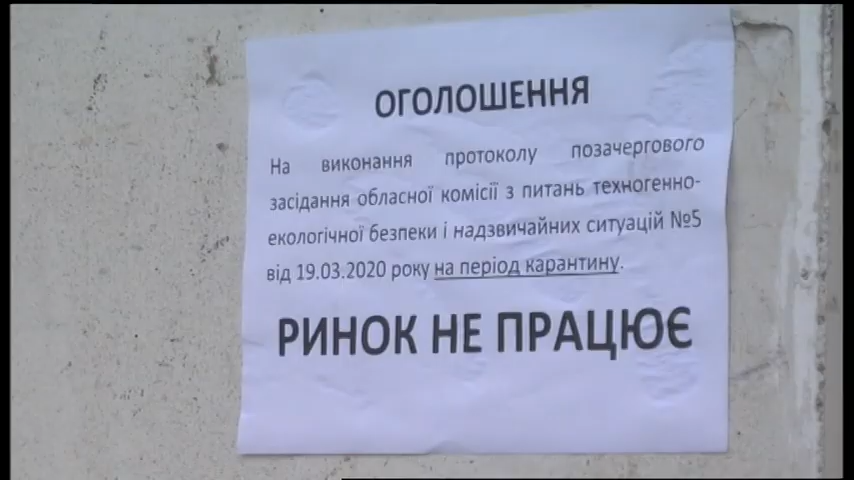 ОГОЛОШЕННЯ
На виконання протоколу позачергового
засідання обласної комісії з питань техногенно-
екологічної безпеки і надзвичайних ситуацій №5
від 19.03.2020 року на період карантину.
РИНОК НЕ ПРАЦЮЄ